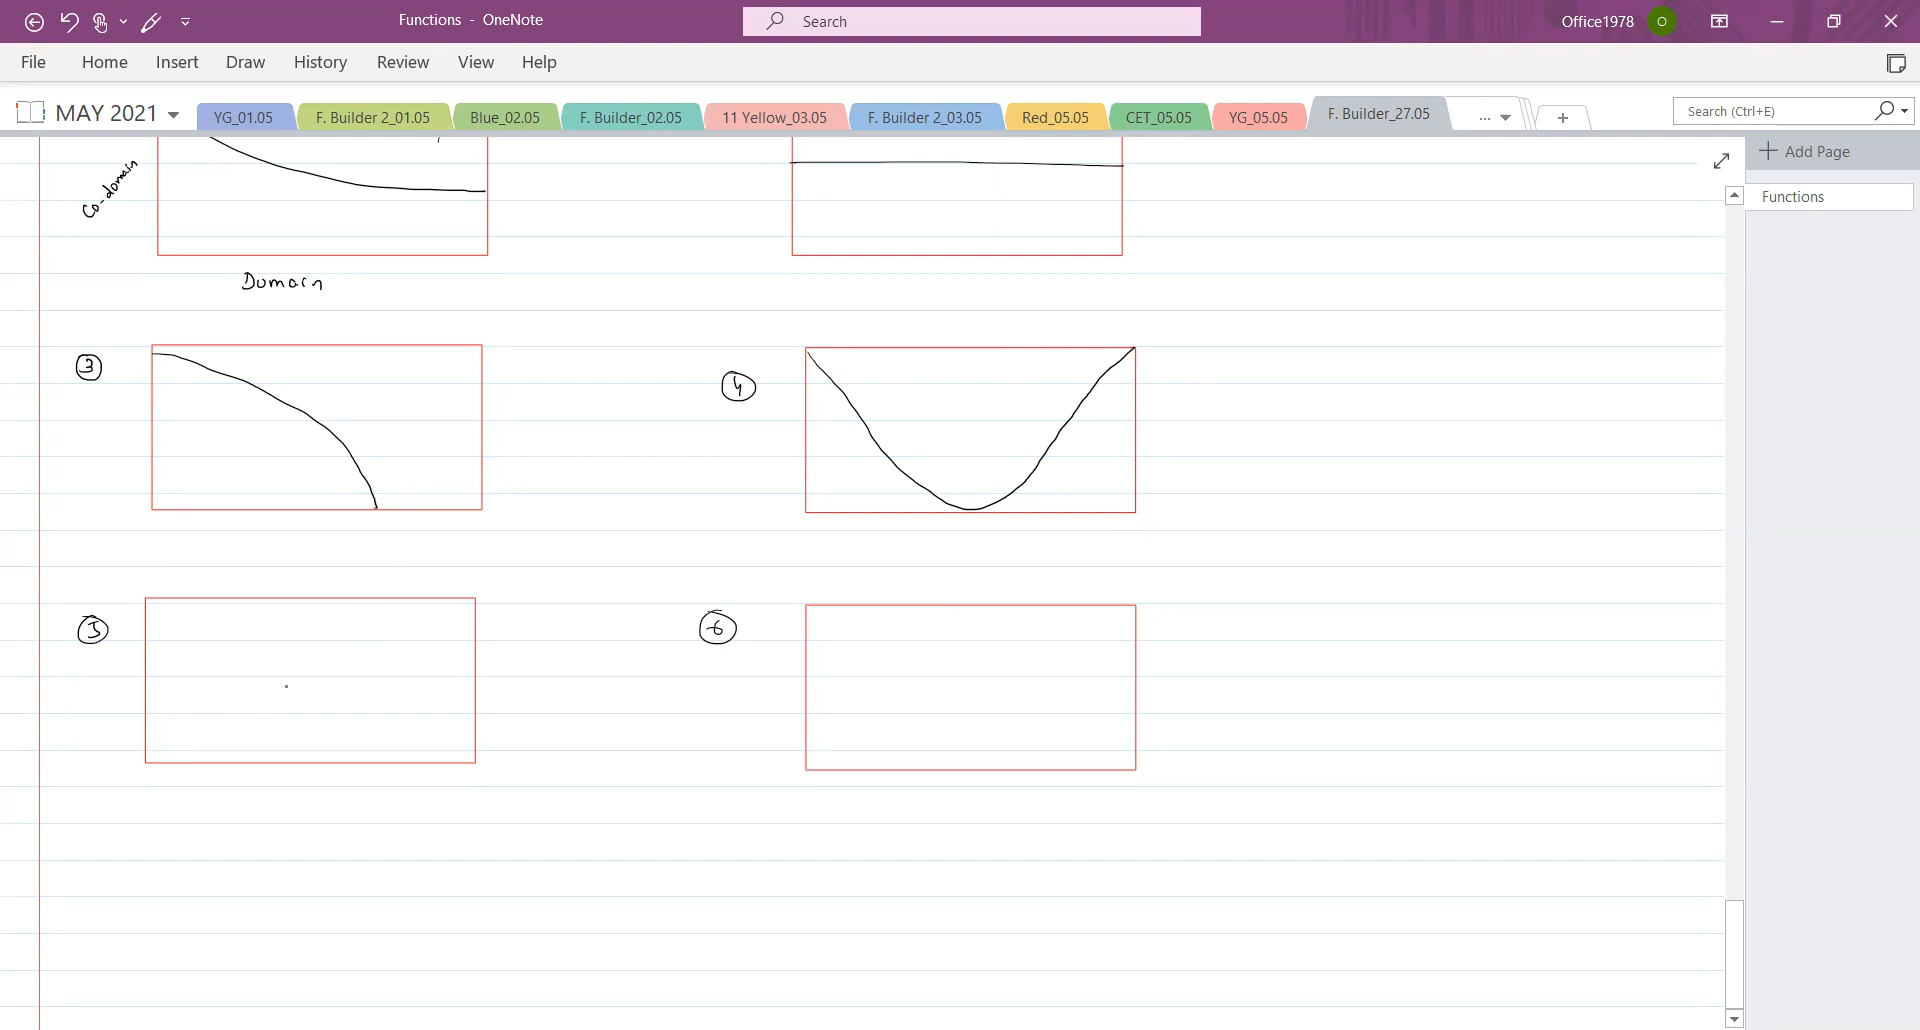 Functions - OneNote
Search
Office1978
O
File Home Insert Draw History Review View Help
MAY 2021
YG_01.05
F. Builder 2_01.05
Blue_02.05
F. Builder_02.05
11 Yellow_03.05
F. Builder 2_03.05
Red_05.05
CET_05.05
YG_05.05
F. Builder_27.05
...
Search (Ctrl+E)
Add Page
Functions
Co-domain
Domain
3
4
5
6